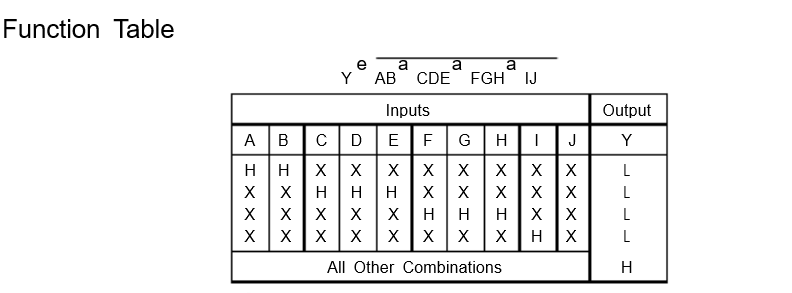 Function Table
Y e AB a CDE a FGH a IJ
Inputs Output
A B C D E F G H I J Y
H H X X X X X X X X L
X X H H H X X X X X L
X X X X X H H H X X L
X X X X X X X X H X L
All Other Combinations H